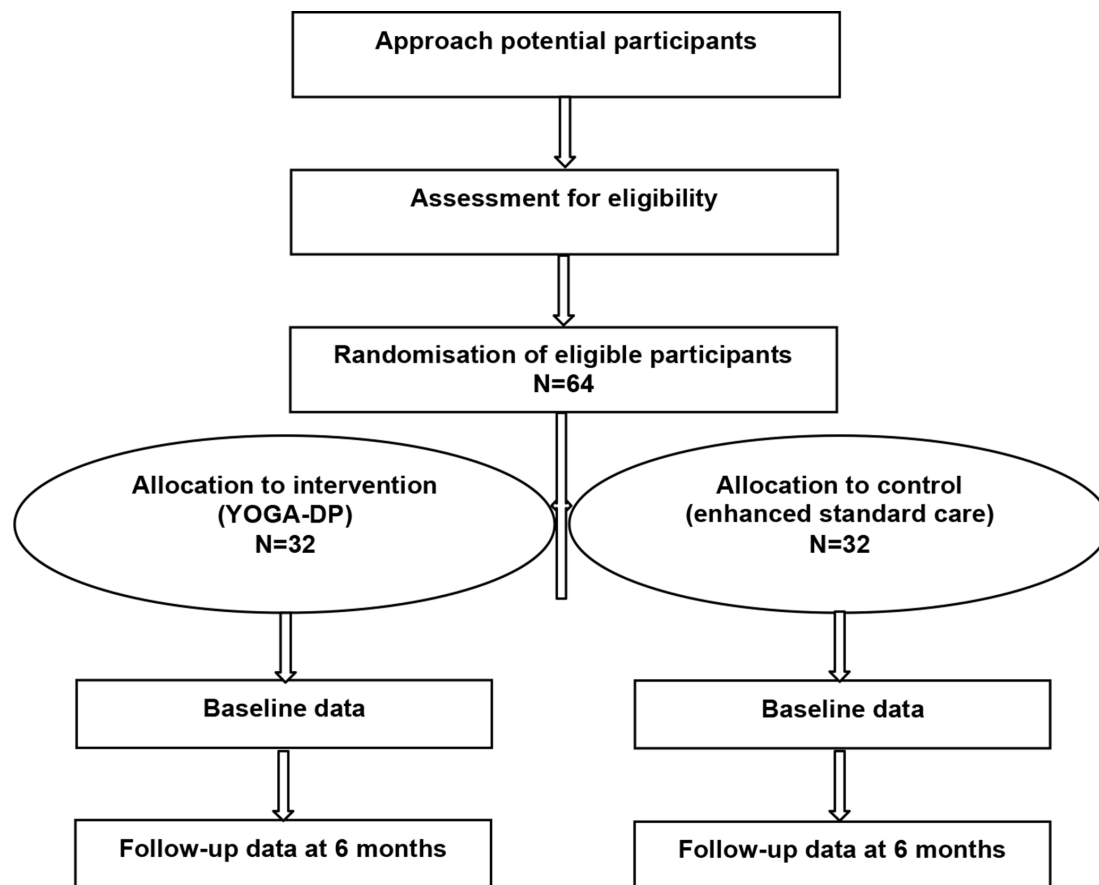 Approach potential participants
Assessment for eligibility
Randomisation of eligible participants
N=64
Allocation to intervention
(YOGA-DP)
N=32
Allocation to control
(enhanced standard care)
N=32
Baseline data
Baseline data
Follow-up data at 6 months
Follow-up data at 6 months